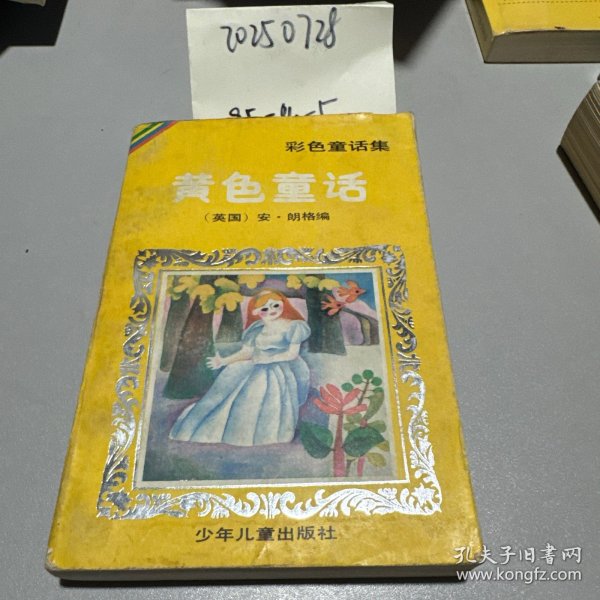 20250728
彩色童话集
黄色童话
（英国）安·朗格编
少年儿童出版社
孔夫子旧书网
www.kongfz.com